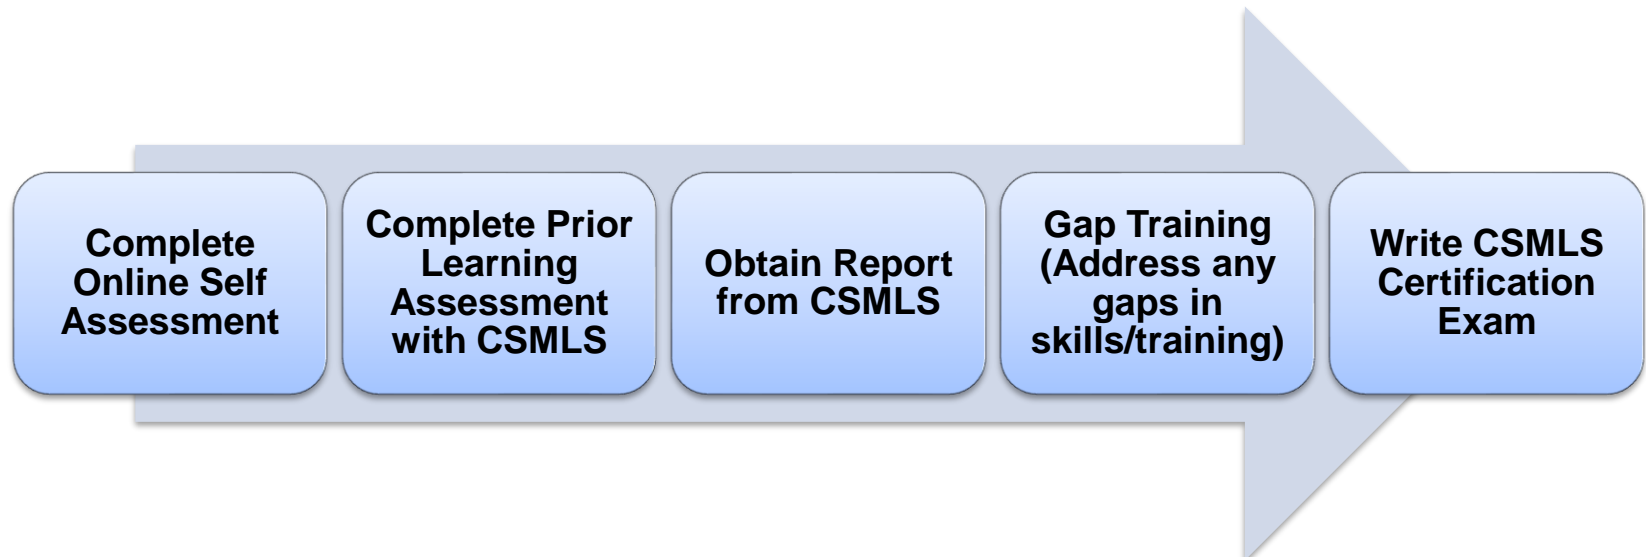 Complete
Online Self
Assessment
Complete Prior
Learning
Assessment
with CSMLS
Obtain Report
from CSMLS
Gap Training
(Address any
gaps in
skills/training)
Write CSMLS
Certification
Exam